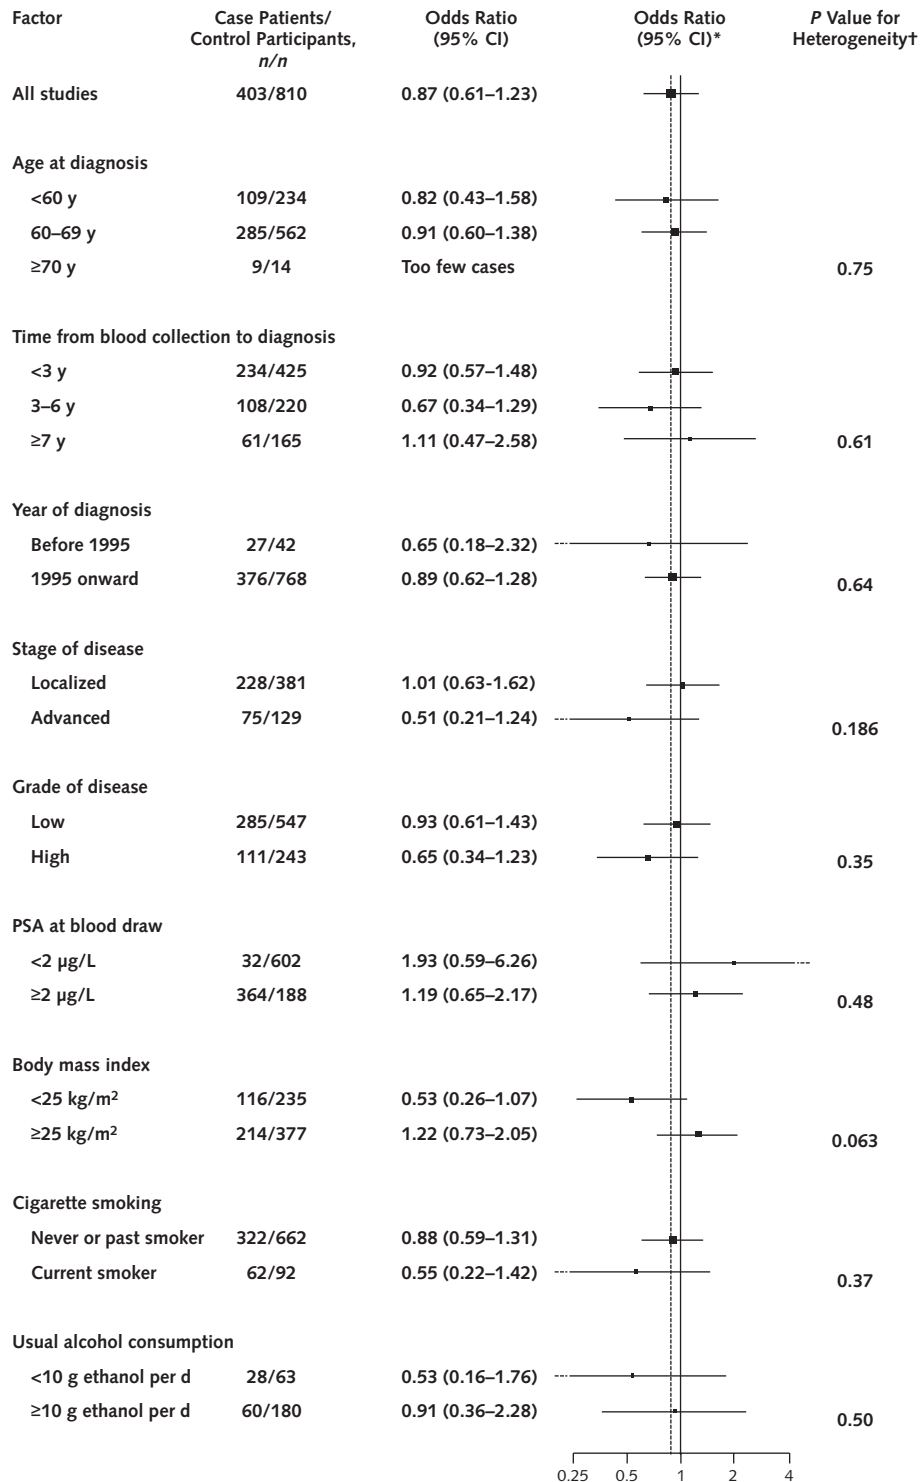 Factor Case Patients/ Odds Ratio Odds Ratio P Value for
Control Participants, (95% CI) (95% CI)* Heterogeneity†
n/n
All studies 403/810 0.87 (0.61–1.23)
Age at diagnosis
<60 y 109/234 0.82 (0.43–1.58)
60–69 y 285/562 0.91 (0.60–1.38)
≥70 y 9/14 Too few cases 0.75
Time from blood collection to diagnosis
<3 y 234/425 0.92 (0.57–1.48)
3–6 y 108/220 0.67 (0.34–1.29)
≥7 y 61/165 1.11 (0.47–2.58) 0.61
Year of diagnosis
Before 1995 27/42 0.65 (0.18–2.32)
1995 onward 376/768 0.89 (0.62–1.28) 0.64
Stage of disease
Localized 228/381 1.01 (0.63-1.62)
Advanced 75/129 0.51 (0.21–1.24) 0.186
Grade of disease
Low 285/547 0.93 (0.61–1.43)
High 111/243 0.65 (0.34–1.23) 0.35
PSA at blood draw
<2 µg/L 32/602 1.93 (0.59–6.26)
≥2 µg/L 364/188 1.19 (0.65–2.17) 0.48
Body mass index
<25 kg/m² 116/235 0.53 (0.26–1.07)
≥25 kg/m² 214/377 1.22 (0.73–2.05) 0.063
Cigarette smoking
Never or past smoker 322/662 0.88 (0.59–1.31)
Current smoker 62/92 0.55 (0.22–1.42) 0.37
Usual alcohol consumption
<10 g ethanol per d 28/63 0.53 (0.16–1.76)
≥10 g ethanol per d 60/180 0.91 (0.36–2.28) 0.50
0.25 0.5 1 2 4